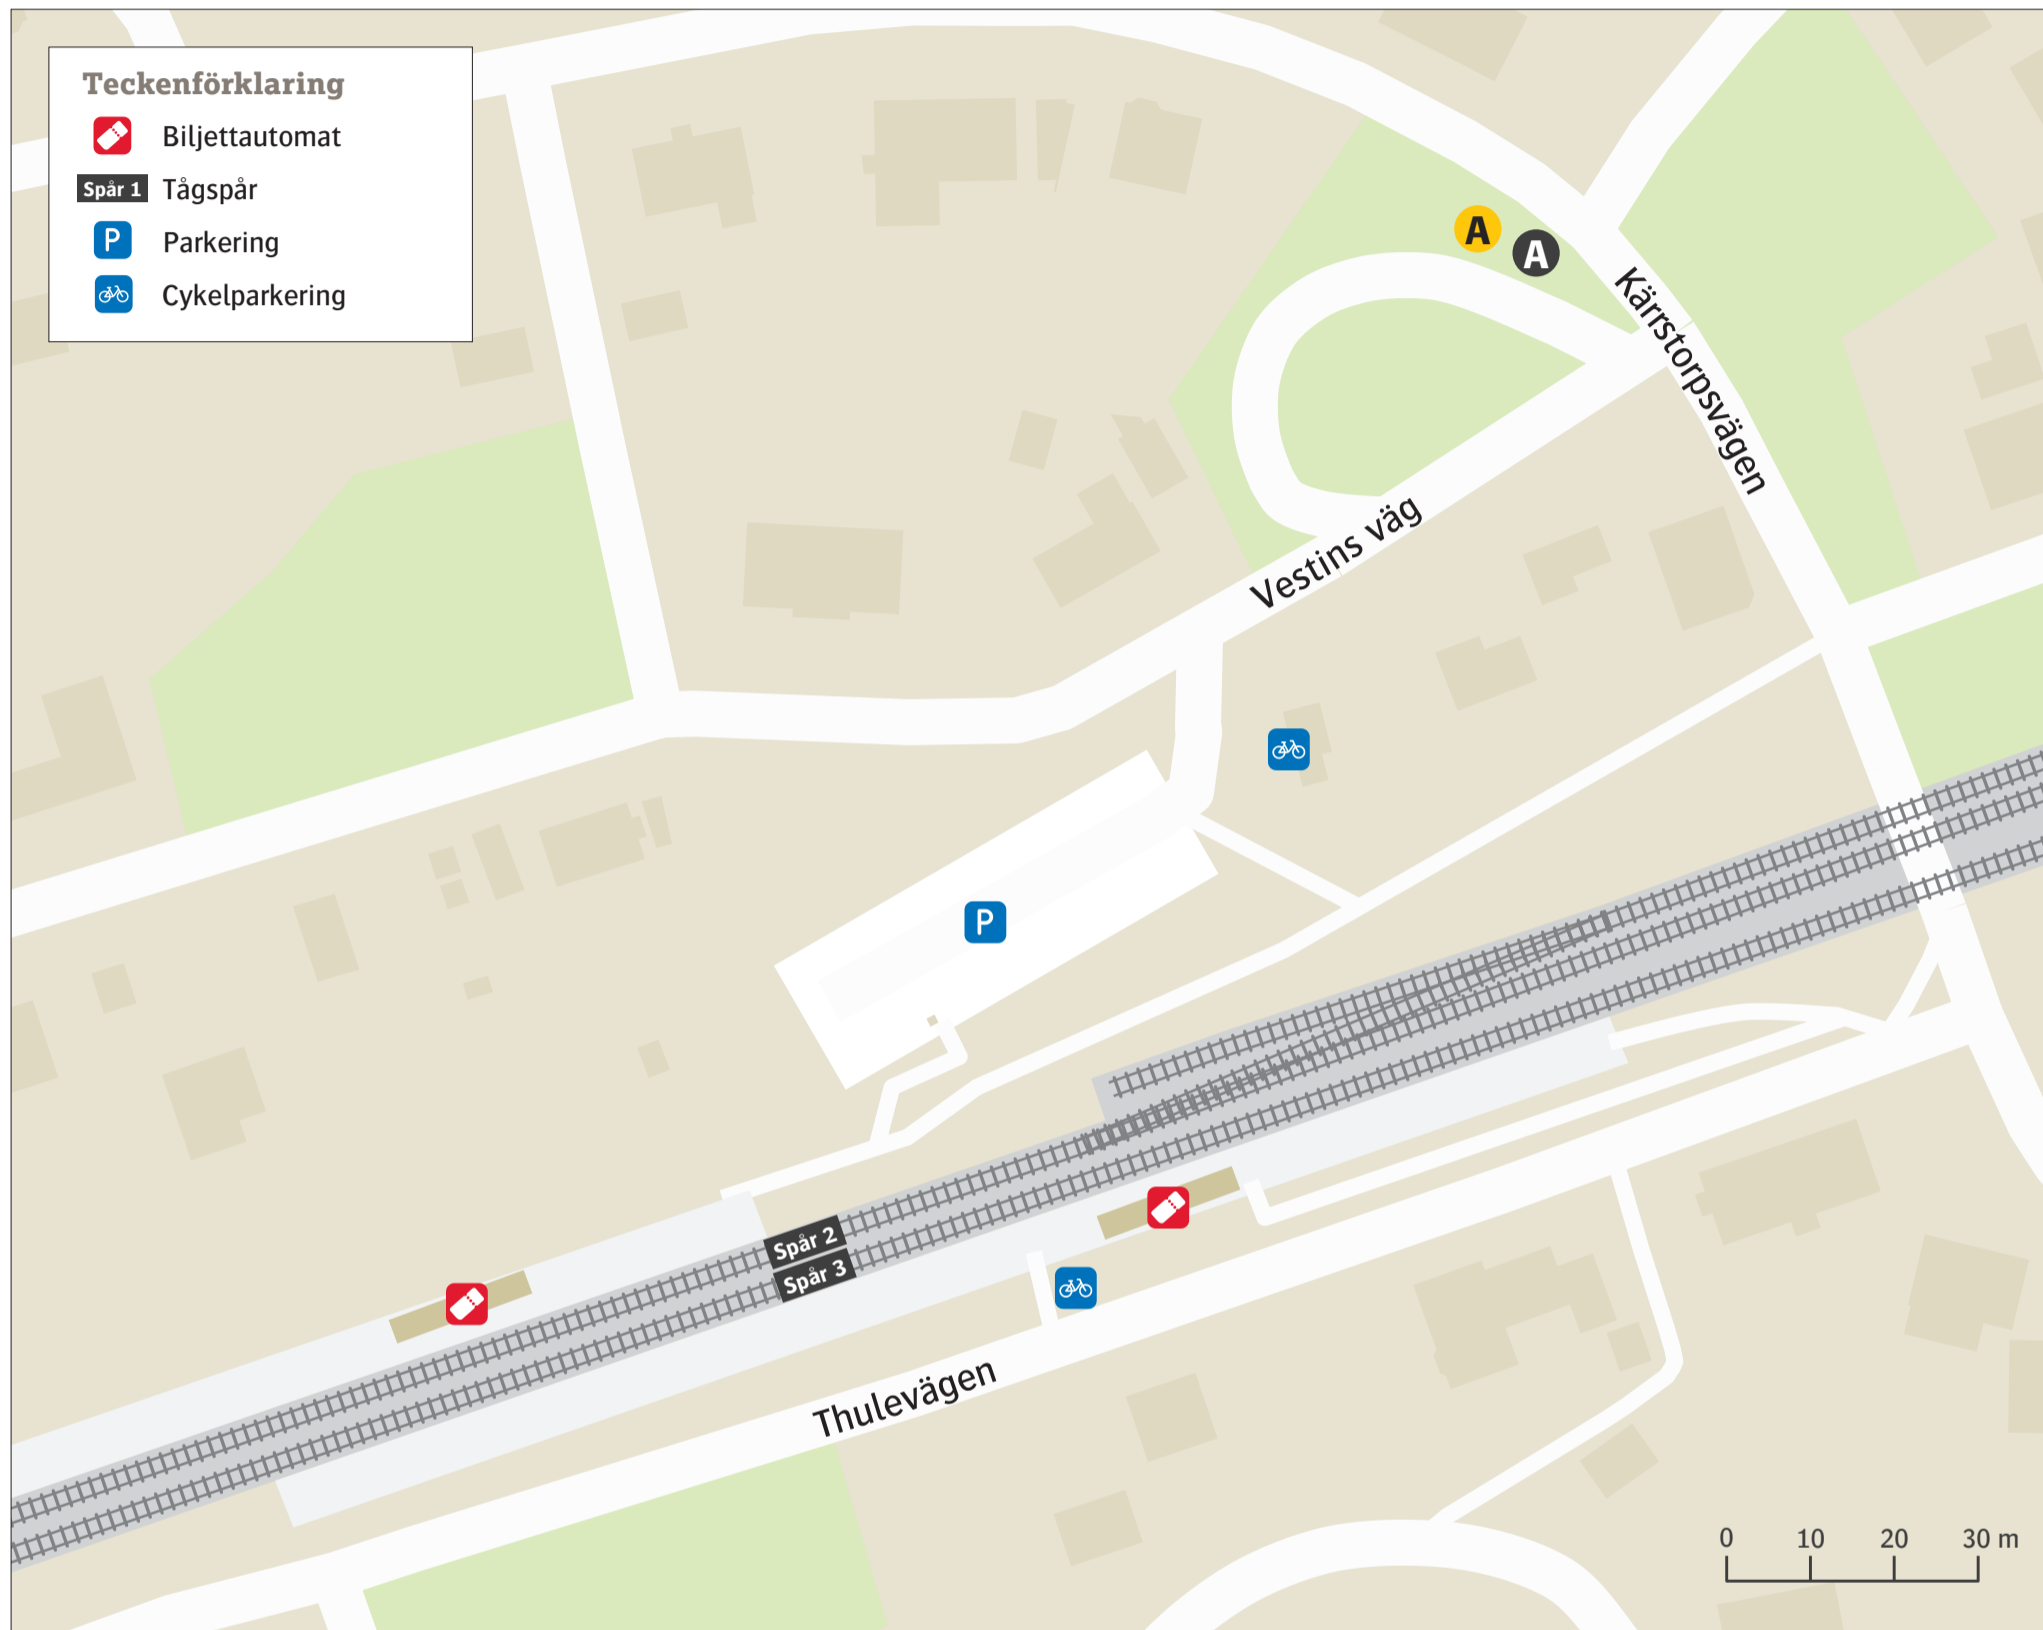 Teckenförklaring
Biljettautomat
Spår 1 Tågspår
P Parkering
Cykelparkering
A
A
Kärrstorpsvägen
Vestins väg
P
Spår 2
Spår 3
Thulevägen
0 10 20 30 m